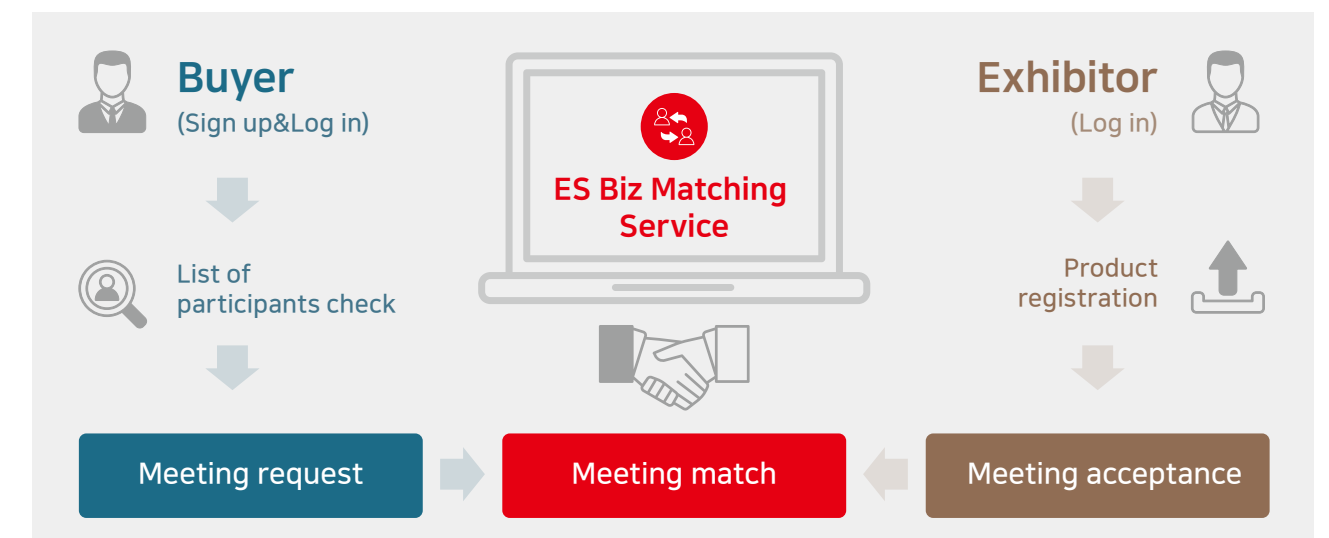 Buyer
(Sign up&Log in)
List of
participants check
Meeting request
ES Biz Matching
Service
Meeting match
Exhibitor
(Log in)
Product
registration
Meeting acceptance